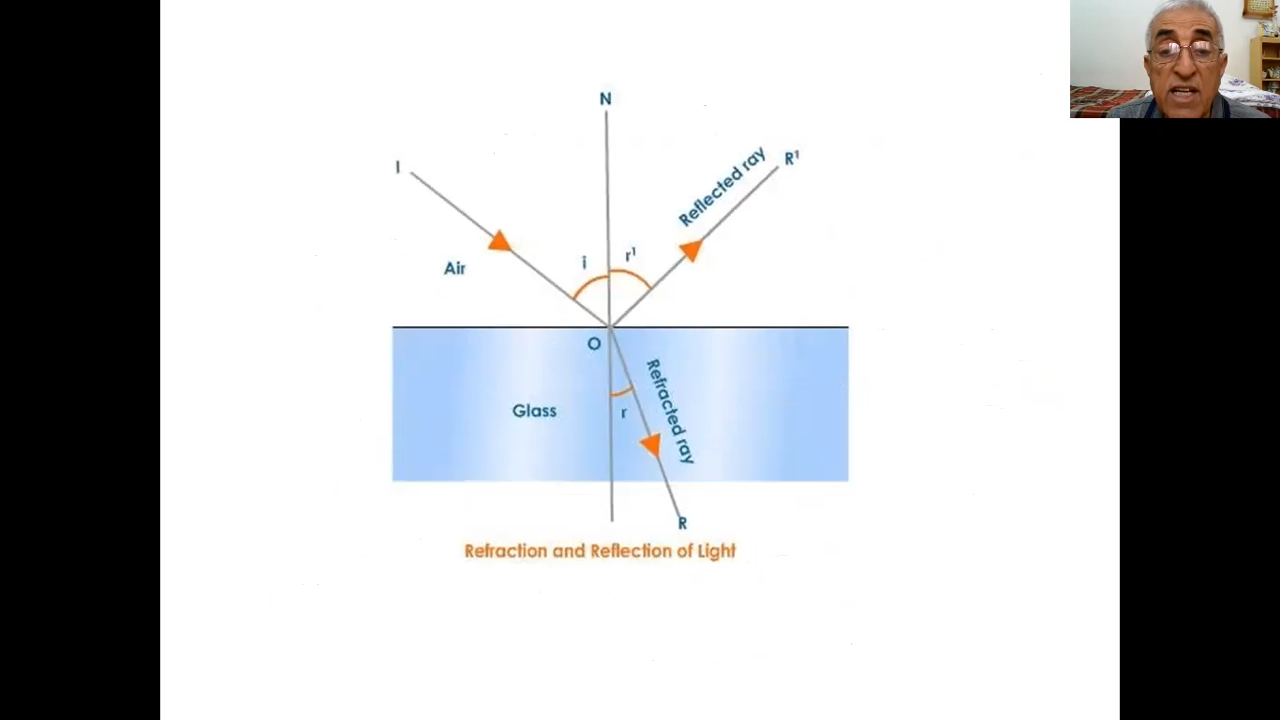 N
I
Reflected ray
R¹
i
r¹
Air
O
Refracted ray
Glass
r
R
Refraction and Reflection of Light